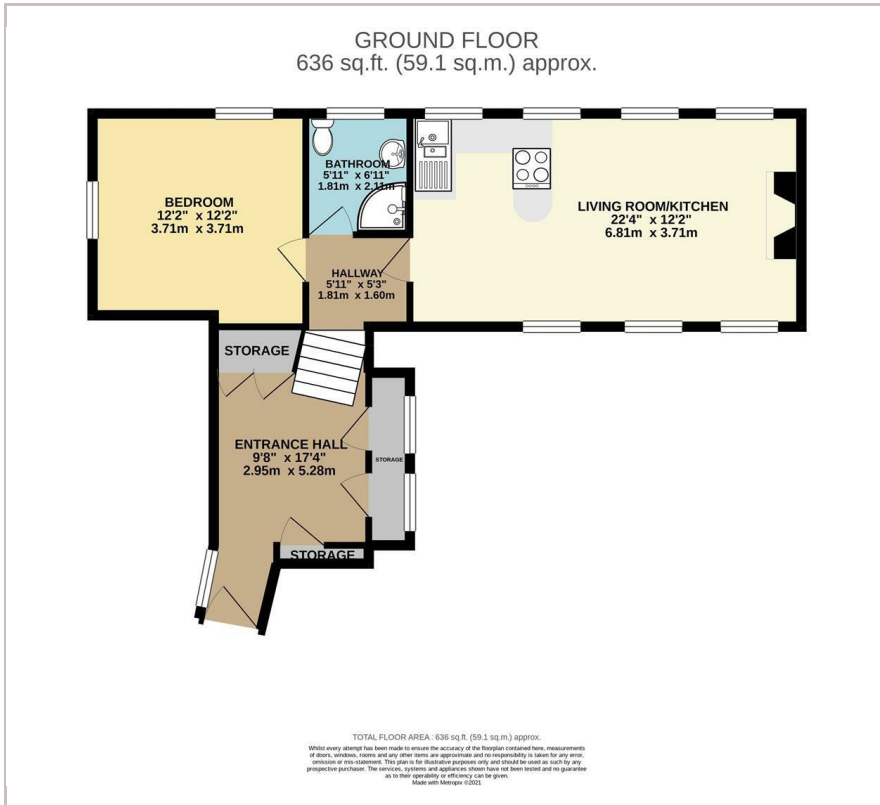 GROUND FLOOR
636 sq.ft. (59.1 sq.m.) approx.
BATHROOM
5'11" x 6'11"
1.81m x 2.11m
BEDROOM
12'2" x 12'2"
3.71m x 3.71m
LIVING ROOM/KITCHEN
22'4" x 12'2"
6.81m x 3.71m
HALLWAY
5'11" x 5'3"
1.81m x 1.60m
STORAGE
ENTRANCE HALL
9'8" x 17'4"
2.95m x 5.28m
STORAGE
STORAGE
TOTAL FLOOR AREA : 636 sq.ft. (59.1 sq.m.) approx.
Whilst every attempt has been made to ensure the accuracy of the floorplan contained here, measurements
of doors, windows, rooms and any other items are approximate and no responsibility is taken for any error,
omission or mis-statement. This plan is for illustrative purposes only and should be used as such by any
prospective purchaser. The services, systems and appliances shown have not been tested and no guarantee
as to their operability or efficiency can be given.
Made with Metropix ©2021